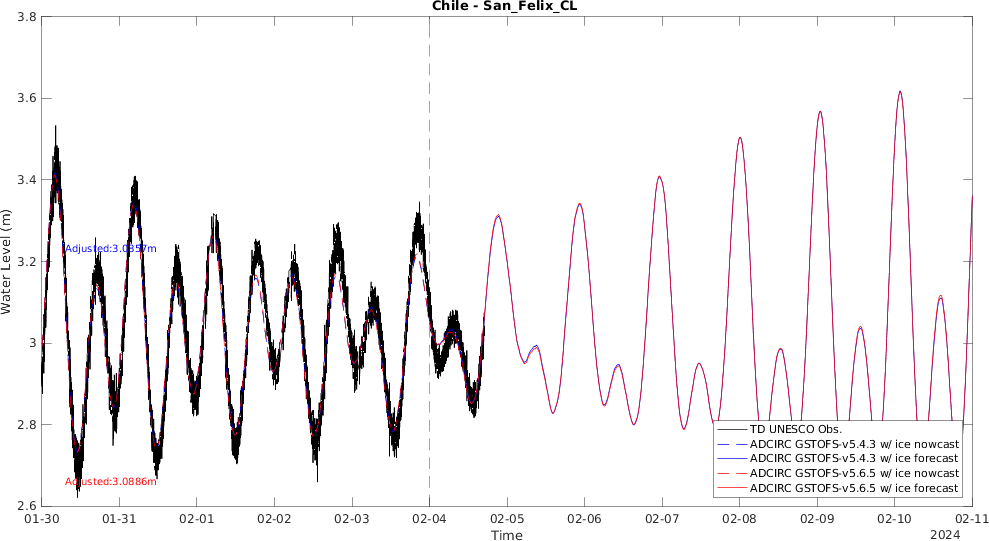 Chile - San_Felix_CL
3.8
3.6
3.4
3.2
3
2.8
2.6
Water Level (m)
Adjusted:3.0857m
Adjusted:3.0886m
TD UNESCO Obs.
ADCIRC GSTOFS-v5.4.3 w/ ice nowcast
ADCIRC GSTOFS-v5.4.3 w/ ice forecast
ADCIRC GSTOFS-v5.6.5 w/ ice nowcast
ADCIRC GSTOFS-v5.6.5 w/ ice forecast
01-30 01-31 02-01 02-02 02-03 02-04 02-05 02-06 02-07 02-08 02-09 02-10 02-11
Time
2024